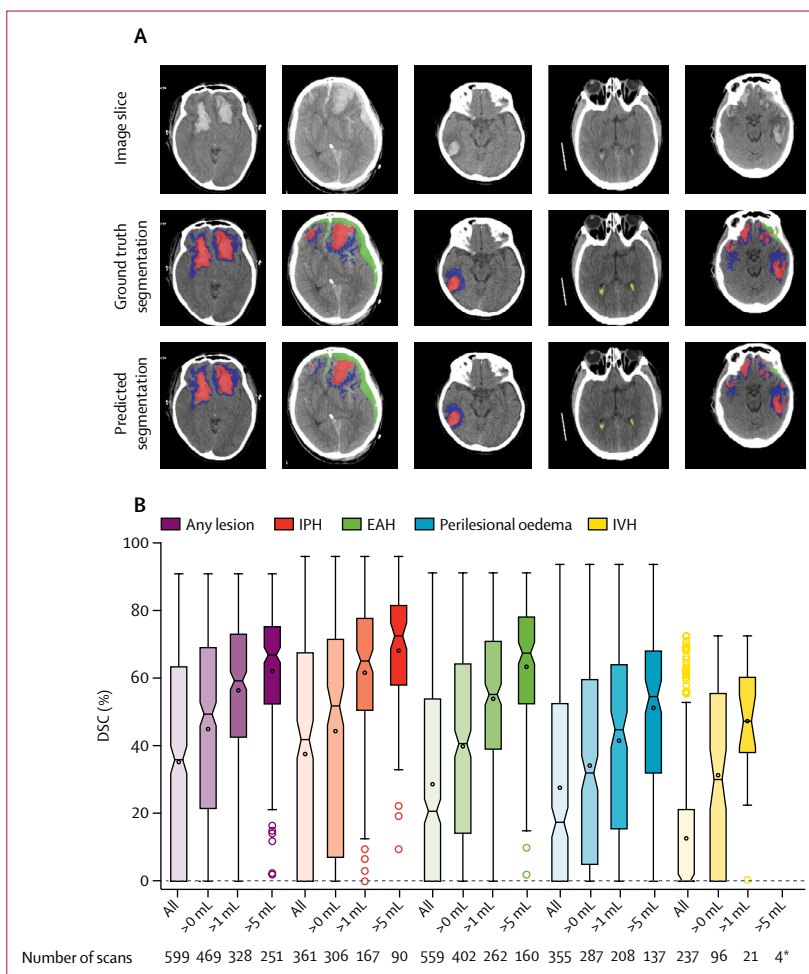 A
Image slice
Ground truth
segmentation
Predicted
segmentation
B
Any lesion IPH EAH Perilesional oedema IVH
100
80
60
40
20
0
DSC (%)
All >0 mL >1 mL >5 mL All >0 mL >1 mL >5 mL All >0 mL >1 mL >5 mL All >0 mL >1 mL >5 mL All >0 mL >1 mL >5 mL
Number of scans 599 469 328 251 361 306 167 90 559 402 262 160 355 287 208 137 237 96 21 4*